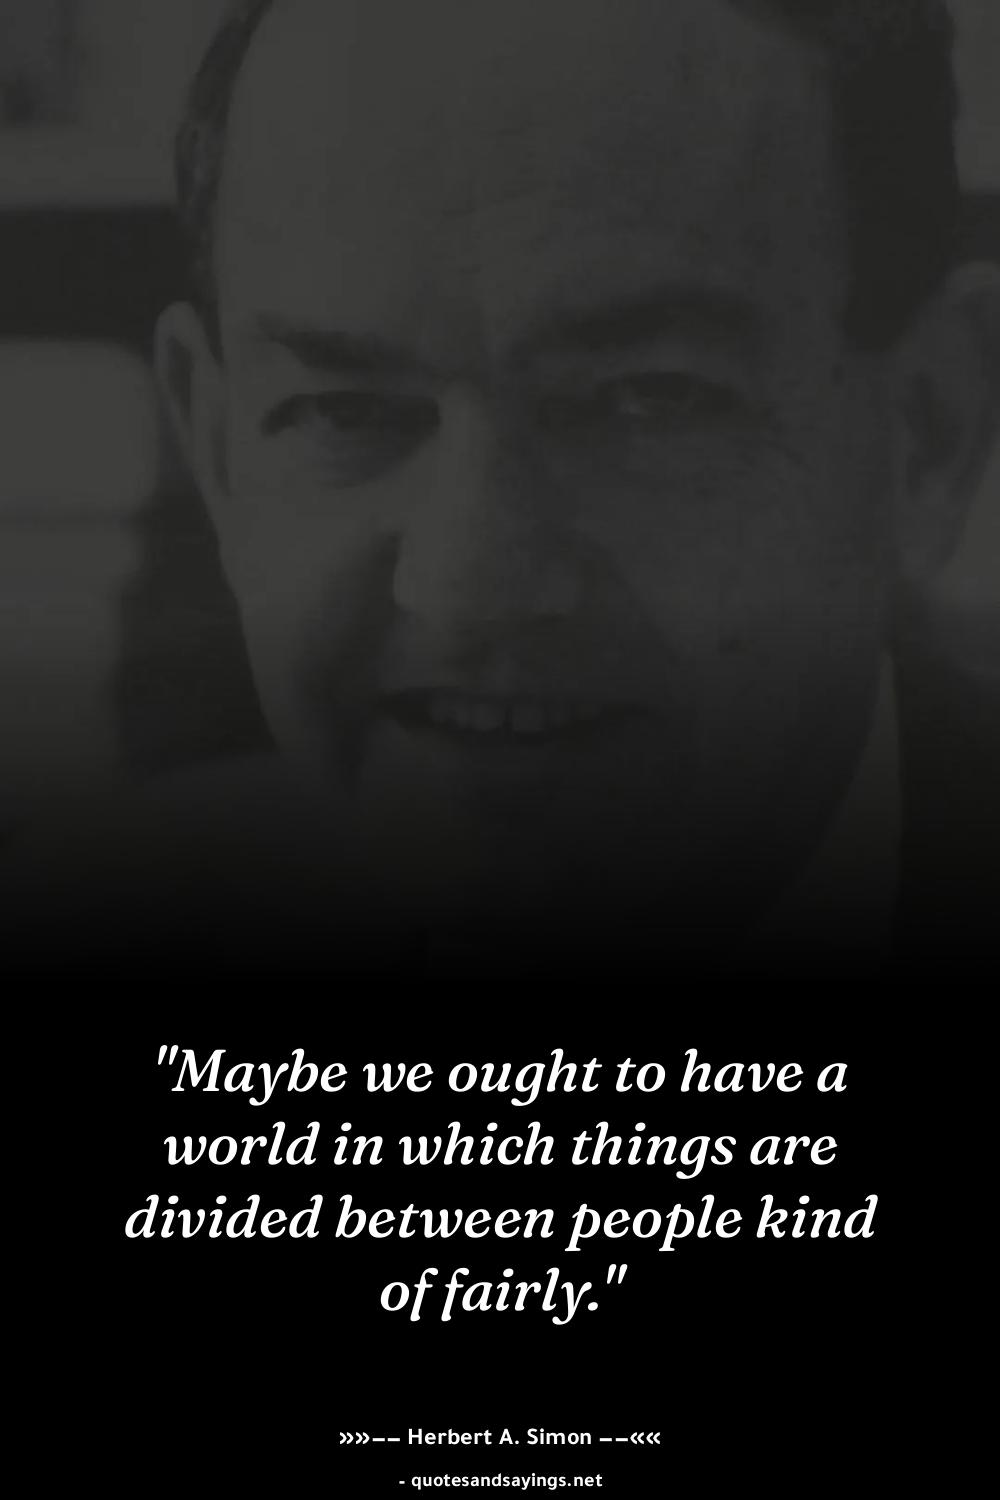 "Maybe we ought to have a
world in which things are
divided between people kind
of fairly."
»»–– Herbert A. Simon ––««
- quotesandsayings.net